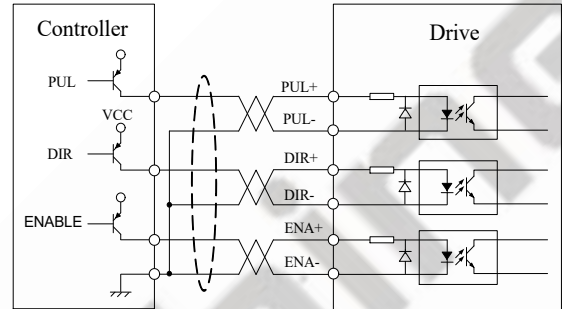 Controller
Drive
PUL
PUL+
PUL-
VCC
DIR
DIR+
DIR-
ENABLE
ENA+
ENA-